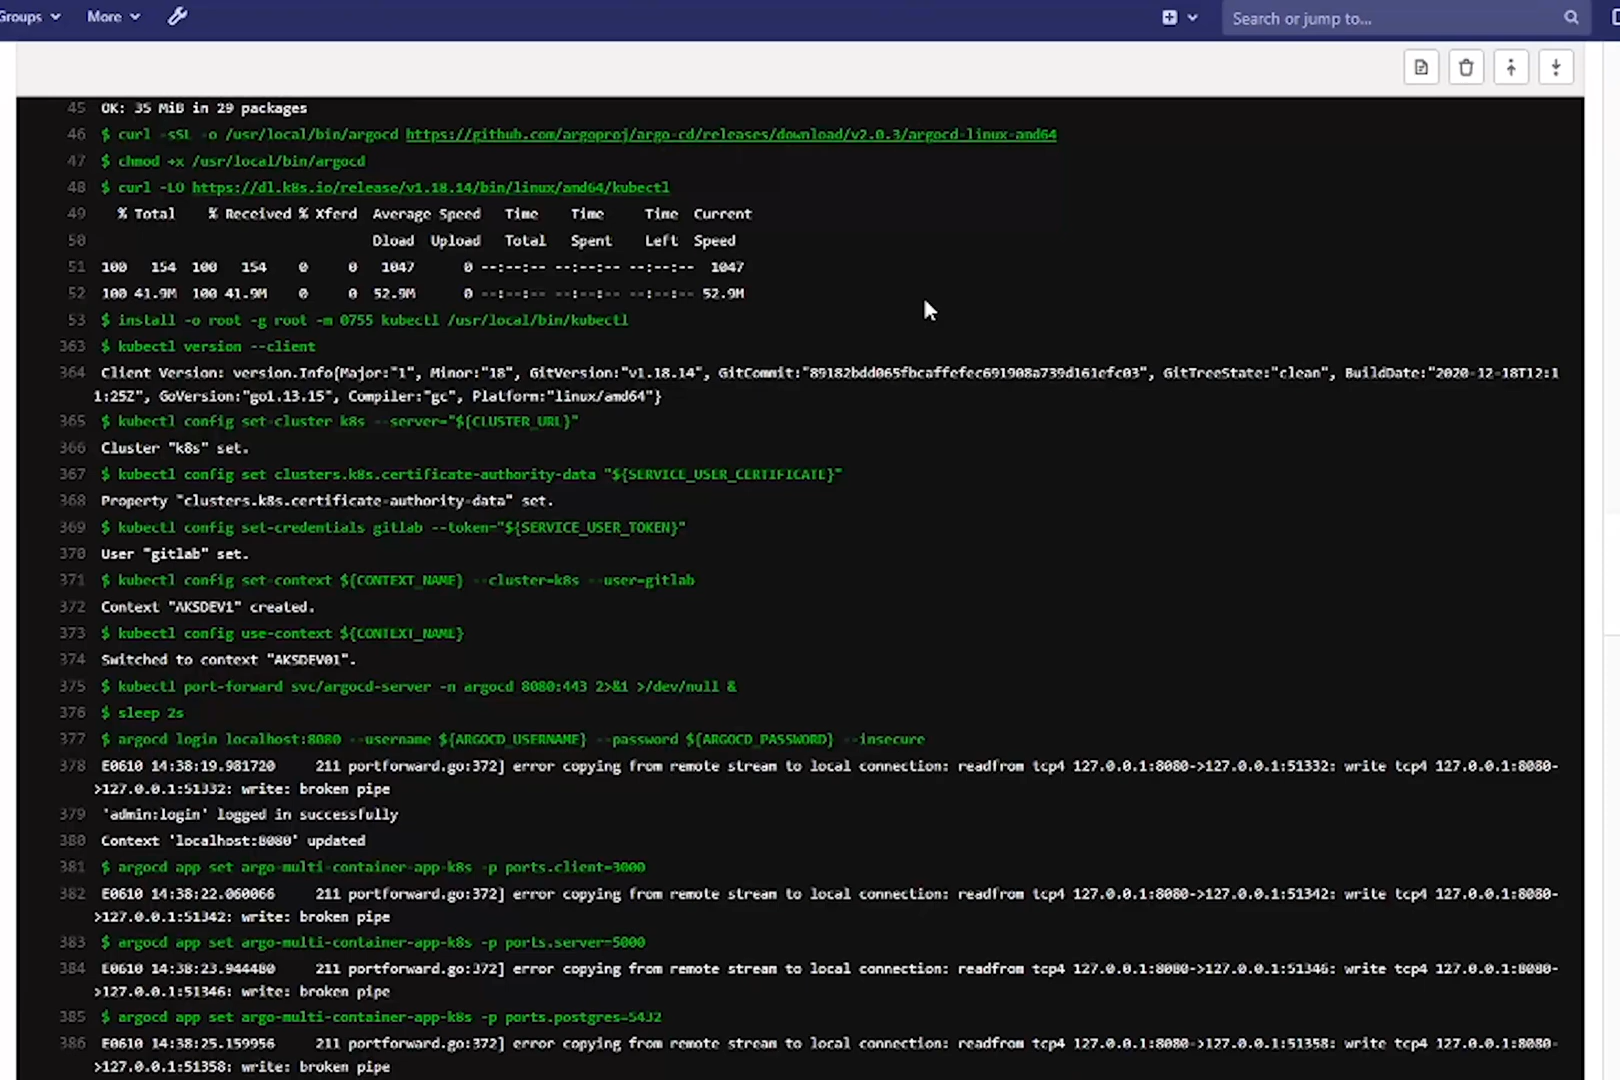 Groups More Search or jump to...
45 OK: 35 MiB in 29 packages
46 $ curl -sSL -o /usr/local/bin/argocd https://github.com/argoproj/argo-cd/releases/download/v2.0.3/argocd-linux-amd64
47 $ chmod +x /usr/local/bin/argocd
48 $ curl -LO https://dl.k8s.io/release/v1.18.14/bin/linux/amd64/kubectl
49 % Total % Received % Xferd Average Speed Time Time Time Current
50 Dload Upload Total Spent Left Speed
51 100 154 100 154 0 0 1047 0 --:--:-- --:--:-- --:--:-- 1047
52 100 41.9M 100 41.9M 0 0 52.9M 0 --:--:-- --:--:-- --:--:-- 52.9M
53 $ install -o root -g root -m 0755 kubectl /usr/local/bin/kubectl
363 $ kubectl version --client
364 Client Version: version.Info{Major:"1", Minor:"18", GitVersion:"v1.18.14", GitCommit:"89182bdd065fbcaffefec691908a739d161efc03", GitTreeState:"clean", BuildDate:"2020-12-18T12:1
1:25Z", GoVersion:"go1.13.15", Compiler:"gc", Platform:"linux/amd64"}
365 $ kubectl config set-cluster k8s --server="${CLUSTER_URL}"
366 Cluster "k8s" set.
367 $ kubectl config set clusters.k8s.certificate-authority-data "${SERVICE_USER_CERTIFICATE}"
368 Property "clusters.k8s.certificate-authority-data" set.
369 $ kubectl config set-credentials gitlab --token="${SERVICE_USER_TOKEN}"
370 User "gitlab" set.
371 $ kubectl config set-context ${CONTEXT_NAME} --cluster=k8s --user=gitlab
372 Context "AKSDEV1" created.
373 $ kubectl config use-context ${CONTEXT_NAME}
374 Switched to context "AKSDEV01".
375 $ kubectl port-forward svc/argocd-server -n argocd 8080:443 2>&1 >/dev/null &
376 $ sleep 2s
377 $ argocd login localhost:8080 --username ${ARGOCD_USERNAME} --password ${ARGOCD_PASSWORD} --insecure
378 E0610 14:38:19.981720 211 portforward.go:372] error copying from remote stream to local connection: readfrom tcp4 127.0.0.1:8080->127.0.0.1:51332: write tcp4 127.0.0.1:8080-
>127.0.0.1:51332: write: broken pipe
379 'admin:login' logged in successfully
380 Context 'localhost:8080' updated
381 $ argocd app set argo-multi-container-app-k8s -p ports.client=3000
382 E0610 14:38:22.060066 211 portforward.go:372] error copying from remote stream to local connection: readfrom tcp4 127.0.0.1:8080->127.0.0.1:51342: write tcp4 127.0.0.1:8080-
>127.0.0.1:51342: write: broken pipe
383 $ argocd app set argo-multi-container-app-k8s -p ports.server=5000
384 E0610 14:38:23.944480 211 portforward.go:372] error copying from remote stream to local connection: readfrom tcp4 127.0.0.1:8080->127.0.0.1:51346: write tcp4 127.0.0.1:8080-
>127.0.0.1:51346: write: broken pipe
385 $ argocd app set argo-multi-container-app-k8s -p ports.postgres=5432
386 E0610 14:38:25.159956 211 portforward.go:372] error copying from remote stream to local connection: readfrom tcp4 127.0.0.1:8080->127.0.0.1:51358: write tcp4 127.0.0.1:8080-
>127.0.0.1:51358: write: broken pipe